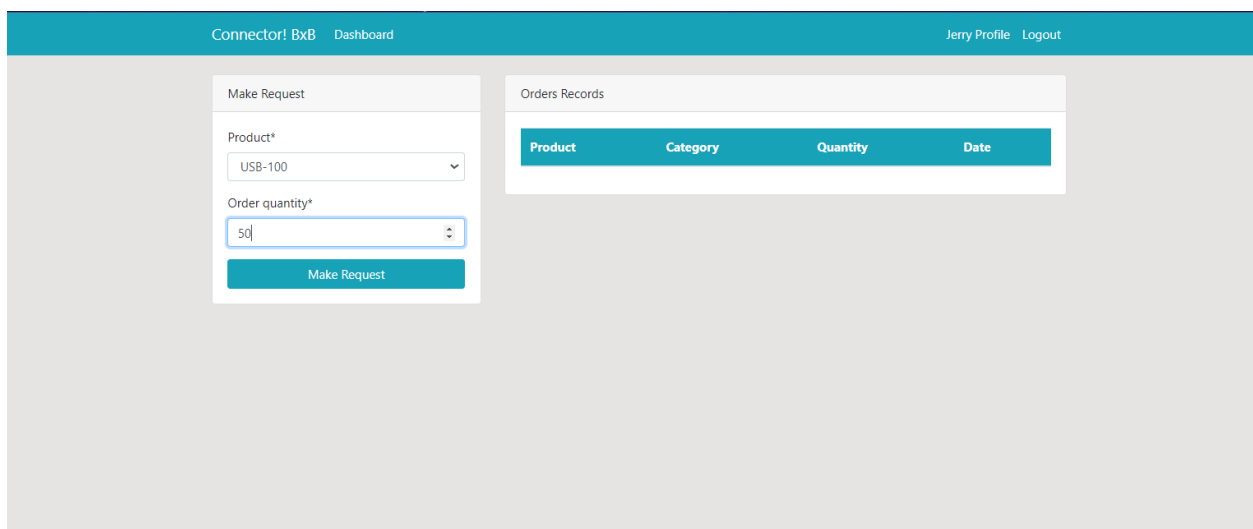 Connector! BxB Dashboard Jerry Profile Logout
Make Request
Product*
USB-100
Order quantity*
50
Make Request
Orders Records
Product Category Quantity Date